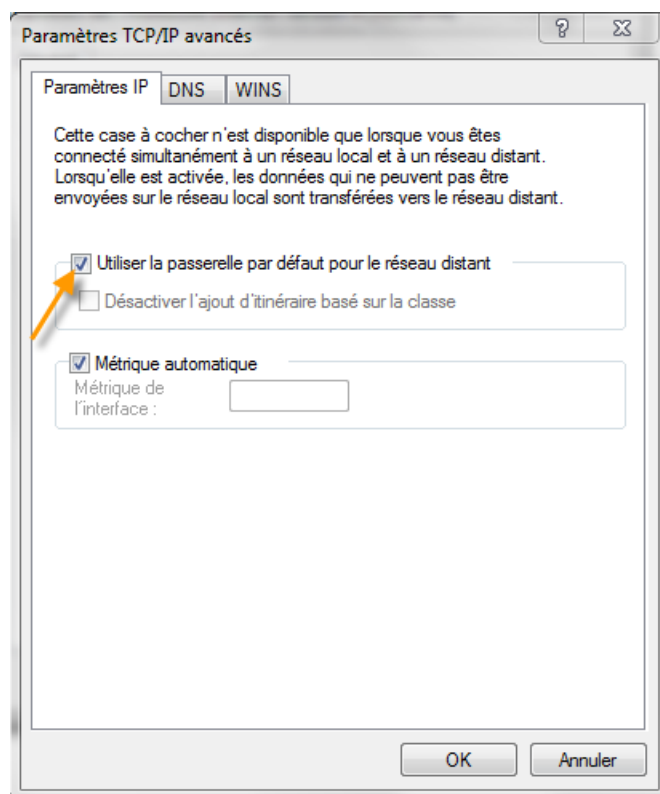 Paramètres TCP/IP avancés
Paramètres IP DNS WINS
Cette case à cocher n'est disponible que lorsque vous êtes
connecté simultanément à un réseau local et à un réseau distant.
Lorsqu'elle est activée, les données qui ne peuvent pas être
envoyées sur le réseau local sont transférées vers le réseau distant.
Utiliser la passerelle par défaut pour le réseau distant
Désactiver l'ajout d'itinéraire basé sur la classe
Métrique automatique
Métrique de
l'interface :
OK Annuler